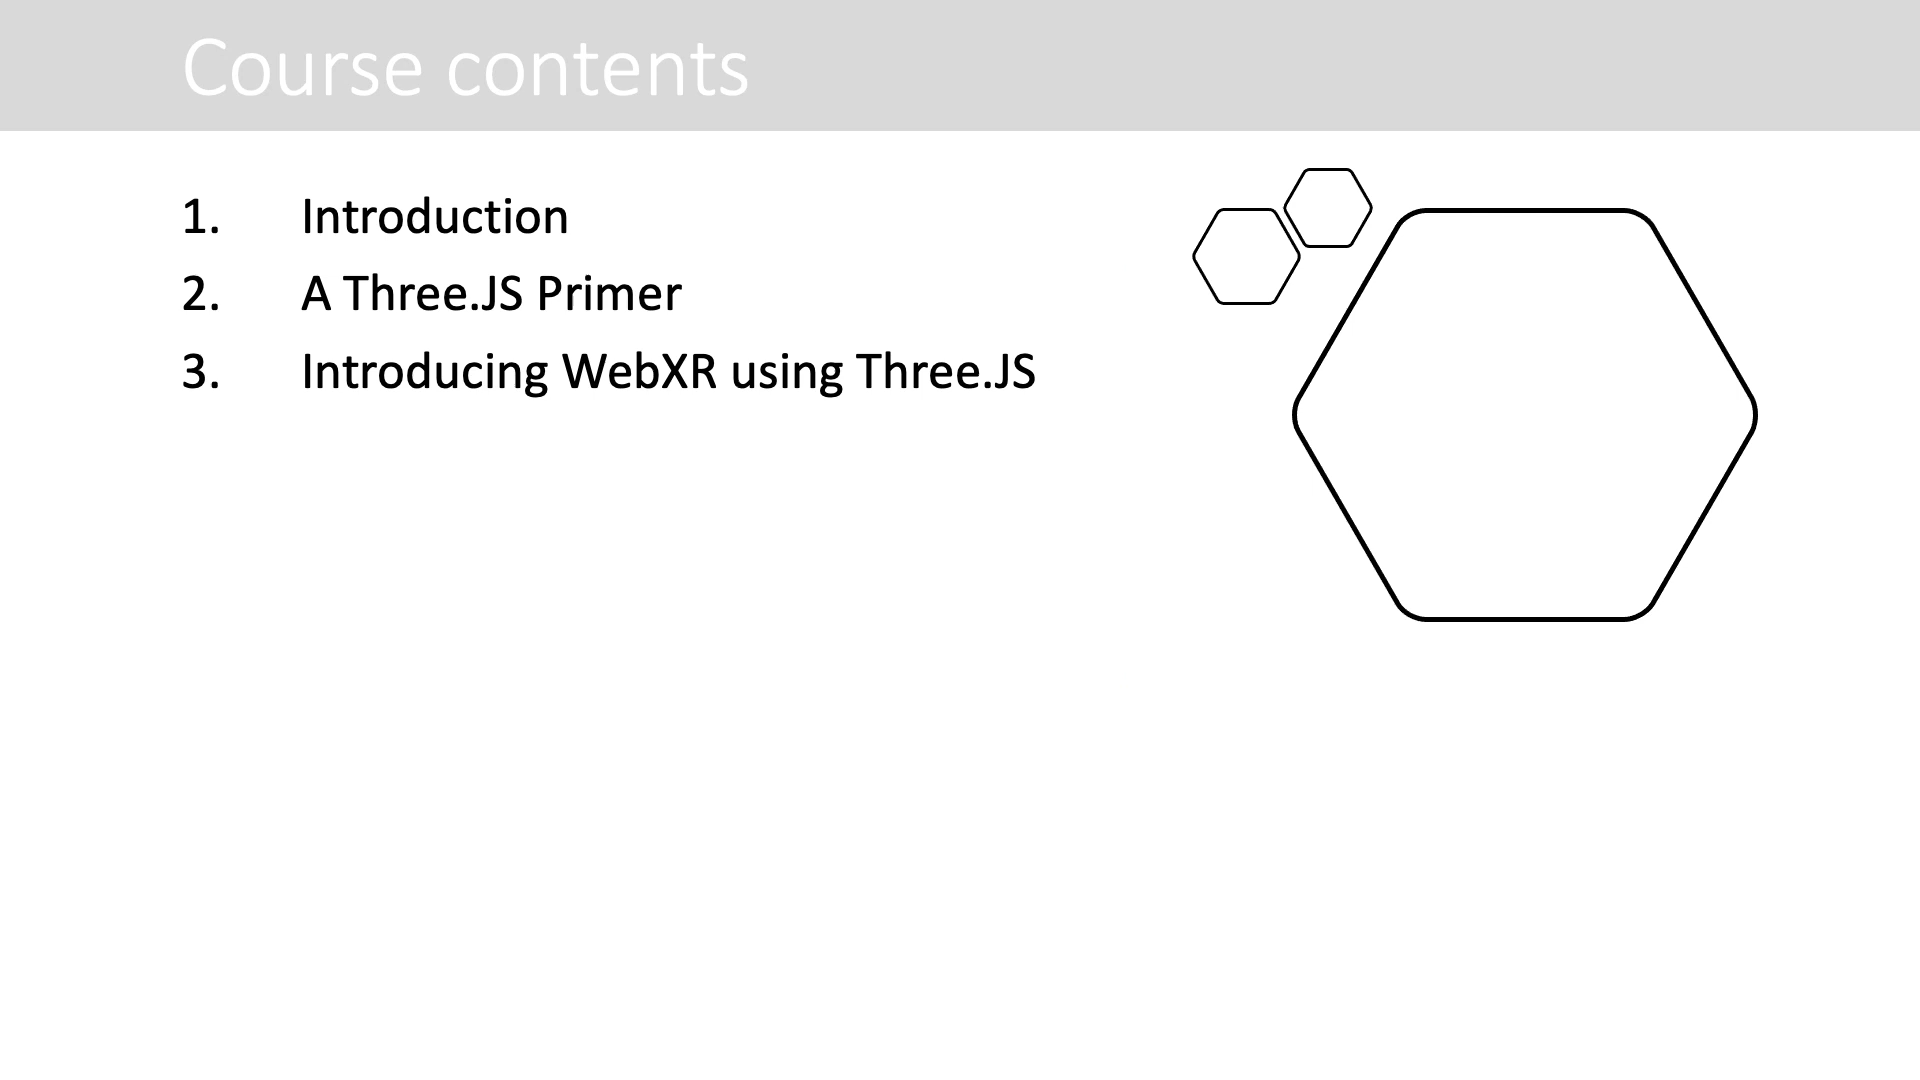 Course contents
1. Introduction
2. A Three.JS Primer
3. Introducing WebXR using Three.JS